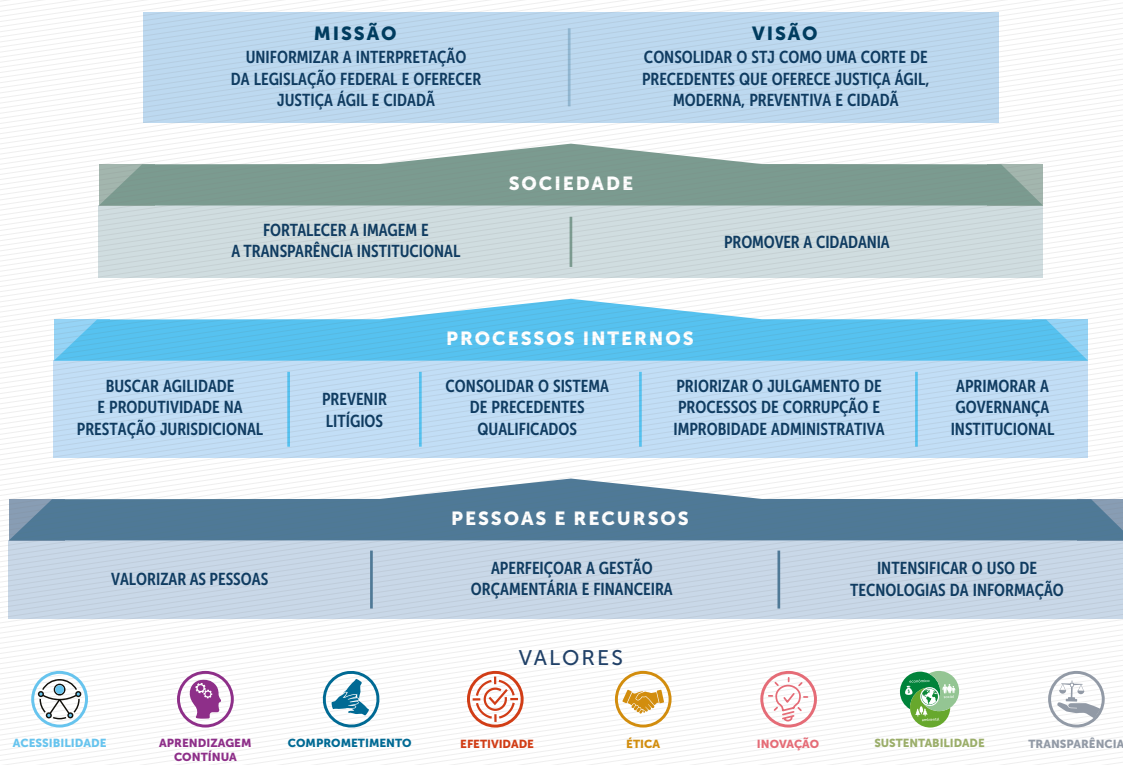 MISSÃO
UNIFORMIZAR A INTERPRETAÇÃO
DA LEGISLAÇÃO FEDERAL E OFERECER
JUSTIÇA ÁGIL E CIDADÃ
VISÃO
CONSOLIDAR O STJ COMO UMA CORTE DE
PRECEDENTES QUE OFERECE JUSTIÇA ÁGIL,
MODERNA, PREVENTIVA E CIDADÃ
SOCIEDADE
FORTALECER A IMAGEM E
A TRANSPARÊNCIA INSTITUCIONAL
PROMOVER A CIDADANIA
PROCESSOS INTERNOS
BUSCAR AGILIDADE
E PRODUTIVIDADE NA
PRESTAÇÃO JURISDICIONAL
PREVENIR
LITÍGIOS
CONSOLIDAR O SISTEMA
DE PRECEDENTES
QUALIFICADOS
PRIORIZAR O JULGAMENTO DE
PROCESSOS DE CORRUPÇÃO E
IMPROBIDADE ADMINISTRATIVA
APRIMORAR A
GOVERNANÇA
INSTITUCIONAL
PESSOAS E RECURSOS
VALORIZAR AS PESSOAS
APERFEIÇOAR A GESTÃO
ORÇAMENTÁRIA E FINANCEIRA
INTENSIFICAR O USO DE
TECNOLOGIAS DA INFORMAÇÃO
VALORES
ACESSIBILIDADE
APRENDIZAGEM
CONTÍNUA
COMPROMETIMENTO
EFETIVIDADE
ÉTICA
INOVAÇÃO
SUSTENTABILIDADE
TRANSPARÊNCIA